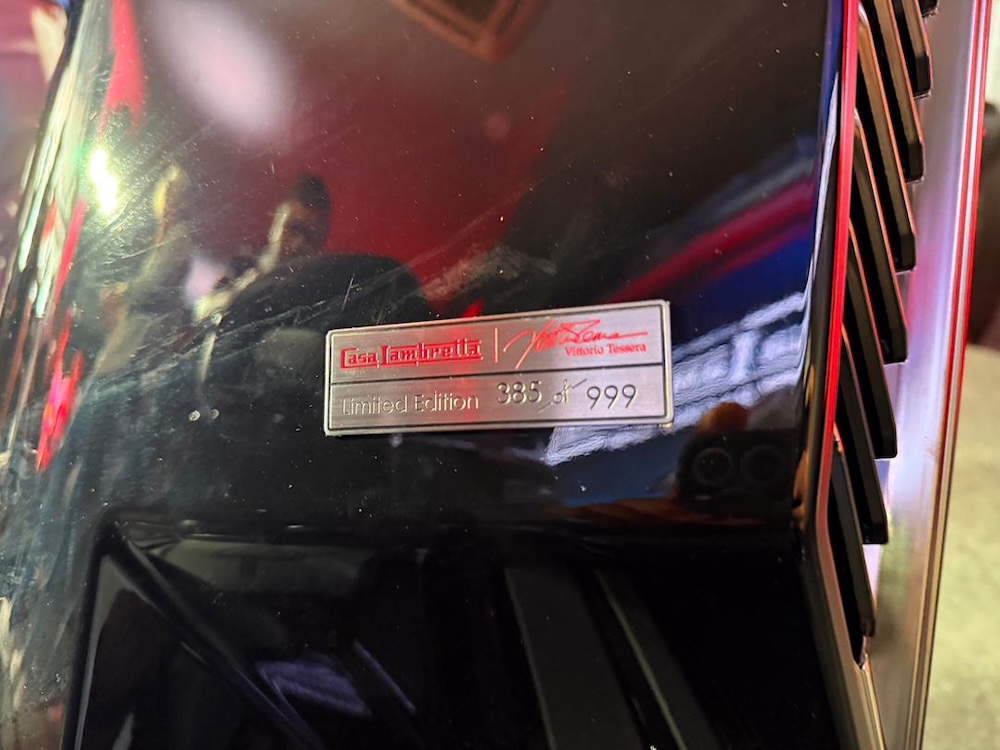 Casa Lambretta
Vittorio Tessera
Limited Edition 385 of 999